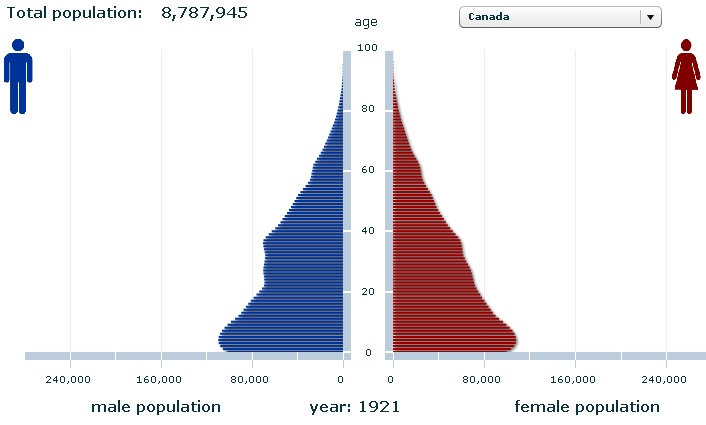 Total population: 8,787,945
Canada
age
100
80
60
40
20
0
240,000 160,000 80,000 0 0 80,000 160,000 240,000
male population year: 1921 female population